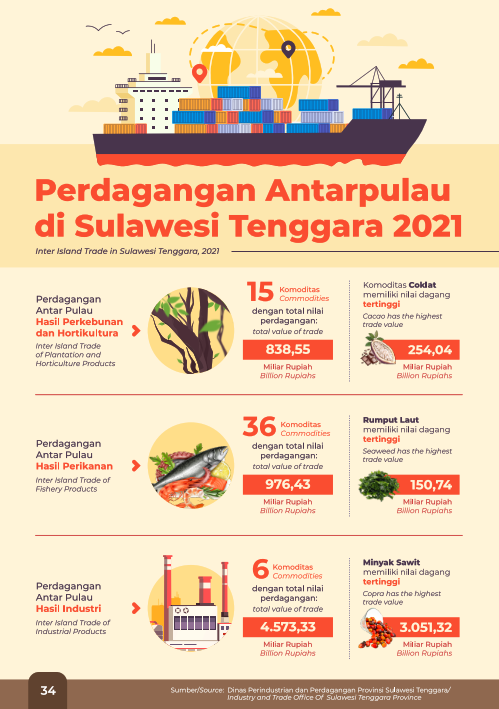 Perdagangan Antarpulau
di Sulawesi Tenggara 2021
Inter Island Trade in Sulawesi Tenggara, 2021
Perdagangan
Antar Pulau
Hasil Perkebunan
dan Hortikultura
Inter Island Trade
of Plantation and
Horticulture Products
15 Komoditas
Commodities
dengan total nilai
perdagangan:
total value of trade
838,55
Miliar Rupiah
Billion Rupiahs
Komoditas Coklat
memiliki nilai dagang
tertinggi
Cacao has the highest
trade value
254,04
Miliar Rupiah
Billion Rupiahs
Perdagangan
Antar Pulau
Hasil Perikanan
Inter Island Trade of
Fishery Products
36 Komoditas
Commodities
dengan total nilai
perdagangan:
total value of trade
976,43
Miliar Rupiah
Billion Rupiahs
Rumput Laut
memiliki nilai dagang
tertinggi
Seaweed has the highest
trade value
150,74
Miliar Rupiah
Billion Rupiahs
Perdagangan
Antar Pulau
Hasil Industri
Inter Island Trade of
Industrial Products
6 Komoditas
Commodities
dengan total nilai
perdagangan:
total value of trade
4.573,33
Miliar Rupiah
Billion Rupiahs
Minyak Sawit
memiliki nilai dagang
tertinggi
Copra has the highest
trade value
3.051,32
Miliar Rupiah
Billion Rupiahs
34
Sumber/Source: Dinas Perindustrian dan Perdagangan Provinsi Sulawesi Tenggara/
Industry and Trade Office Of Sulawesi Tenggara Province